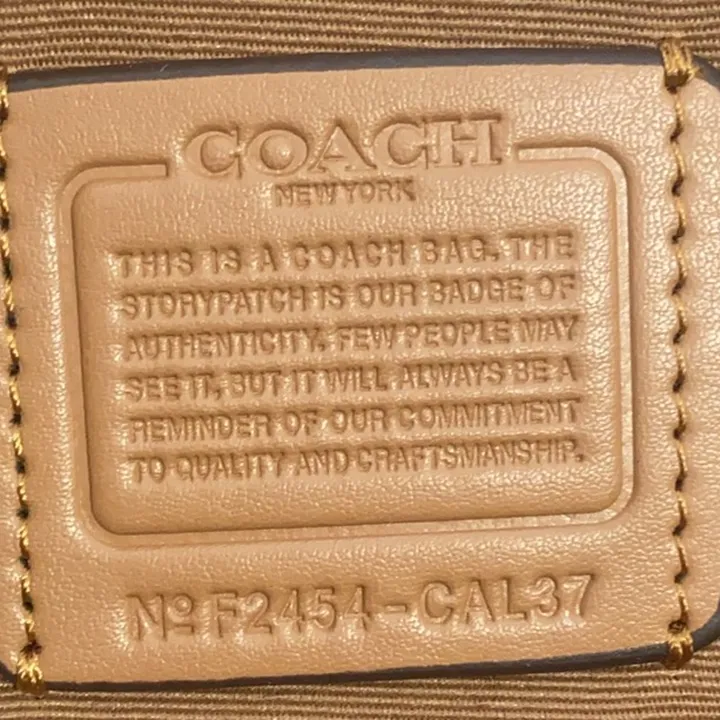 COACH
NEW YORK
THIS IS A COACH BAG. THE
STORYPATCH IS OUR BADGE OF
AUTHENTICITY. FEW PEOPLE MAY
SEE IT, BUT IT WILL ALWAYS BE A
REMINDER OF OUR COMMITMENT
TO QUALITY AND CRAFTSMANSHIP.
Nº F2454-CAL37